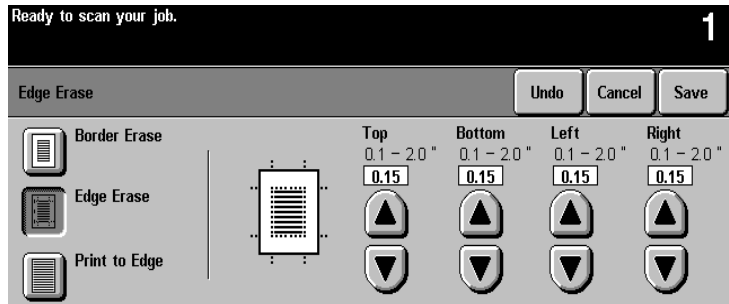 Ready to scan your job.
1
Edge Erase
Undo Cancel Save
Border Erase
Edge Erase
Print to Edge
Top Bottom Left Right
0.1 – 2.0 " 0.1 – 2.0 " 0.1 – 2.0 " 0.1 – 2.0 "
0.15 0.15 0.15 0.15